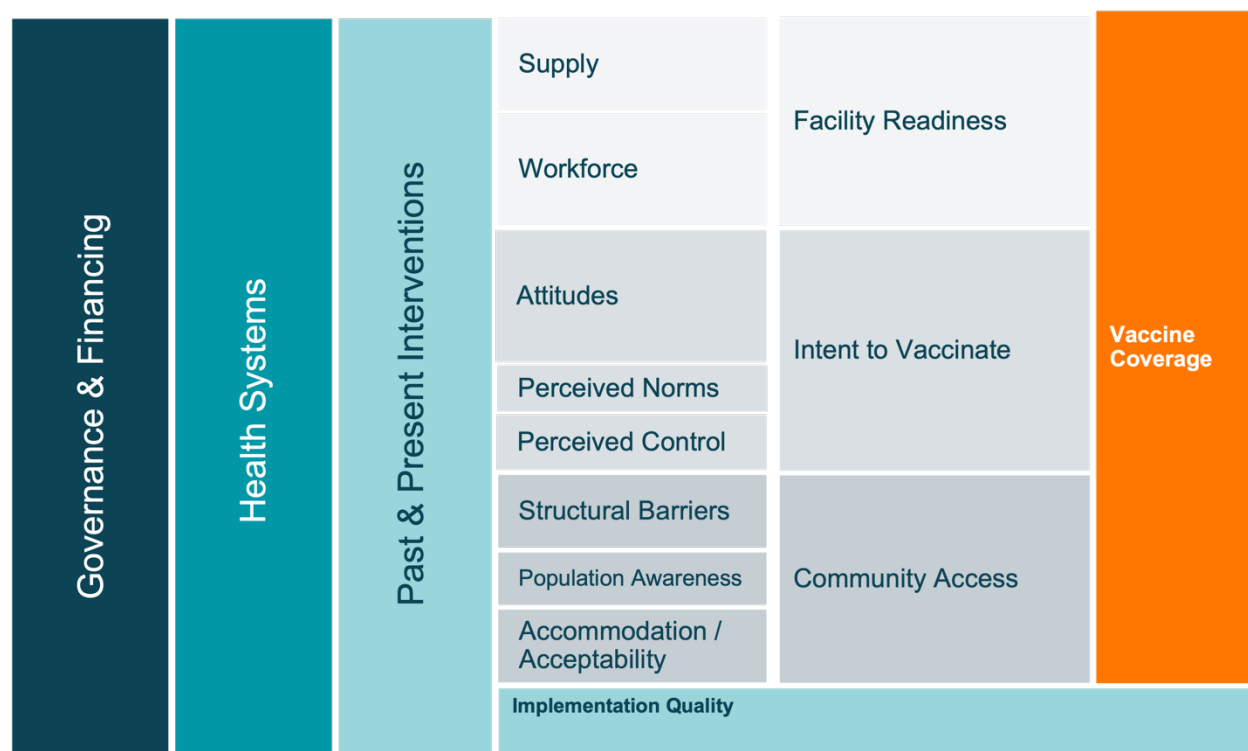 Governance & Financing
Health Systems
Past & Present Interventions
Supply
Workforce
Attitudes
Perceived Norms
Perceived Control
Structural Barriers
Population Awareness
Accommodation /
Acceptability
Facility Readiness
Intent to Vaccinate
Community Access
Vaccine
Coverage
Implementation Quality